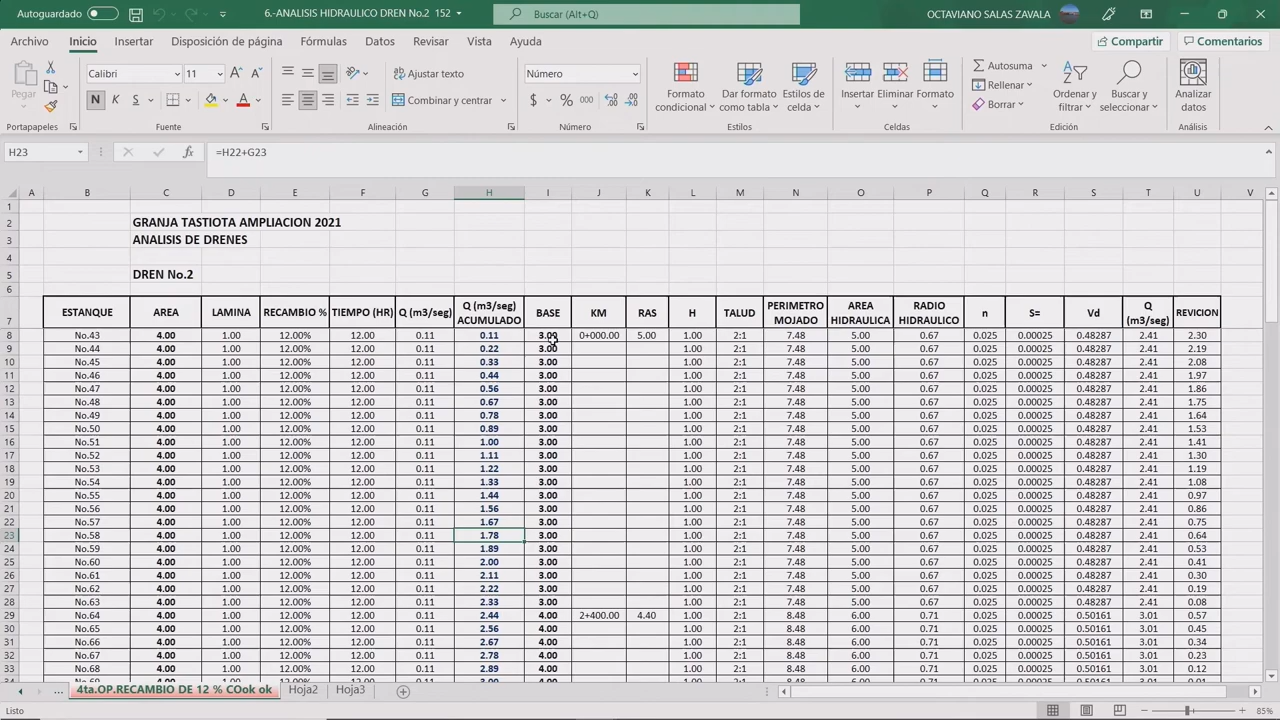 Autoguardado
6.-ANALISIS HIDRAULICO DREN No.2 152
Buscar (Alt+Q)
OCTAVIANO SALAS ZAVALA
Archivo Inicio Insertar Disposición de página Fórmulas Datos Revisar Vista Ayuda
Compartir Comentarios
Pegar
Calibri 11
N K S
Ajustar texto
Combinar y centrar
Número
$ % 000
Formato condicional
Dar formato como tabla
Estilos de celda
Insertar Eliminar Formato
Autosuma
Rellenar
Borrar
Ordenar y filtrar
Buscar y seleccionar
Analizar datos
Portapapeles Fuente Alineación Número Estilos Celdas Edición Análisis
H23 fx =H22+G23
A B C D E F G H I J K L M N O P Q R S T U V
1
2 GRANJA TASTIOTA AMPLIACION 2021
3 ANALISIS DE DRENES
4
5 DREN No.2
6
7 ESTANQUE AREA LAMINA RECAMBIO % TIEMPO (HR) Q (m3/seg) Q (m3/seg) ACUMULADO BASE KM RAS H TALUD PERIMETRO MOJADO AREA HIDRAULICA RADIO HIDRAULICO n S= Vd Q (m3/seg) REVICION
8 No.43 4.00 1.00 12.00% 12.00 0.11 0.11 3.00 0+000.00 5.00 1.00 2:1 7.48 5.00 0.67 0.025 0.00025 0.48287 2.41 2.30
9 No.44 4.00 1.00 12.00% 12.00 0.11 0.22 3.00 1.00 2:1 7.48 5.00 0.67 0.025 0.00025 0.48287 2.41 2.19
10 No.45 4.00 1.00 12.00% 12.00 0.11 0.33 3.00 1.00 2:1 7.48 5.00 0.67 0.025 0.00025 0.48287 2.41 2.08
11 No.46 4.00 1.00 12.00% 12.00 0.11 0.44 3.00 1.00 2:1 7.48 5.00 0.67 0.025 0.00025 0.48287 2.41 1.97
12 No.47 4.00 1.00 12.00% 12.00 0.11 0.56 3.00 1.00 2:1 7.48 5.00 0.67 0.025 0.00025 0.48287 2.41 1.86
13 No.48 4.00 1.00 12.00% 12.00 0.11 0.67 3.00 1.00 2:1 7.48 5.00 0.67 0.025 0.00025 0.48287 2.41 1.75
14 No.49 4.00 1.00 12.00% 12.00 0.11 0.78 3.00 1.00 2:1 7.48 5.00 0.67 0.025 0.00025 0.48287 2.41 1.64
15 No.50 4.00 1.00 12.00% 12.00 0.11 0.89 3.00 1.00 2:1 7.48 5.00 0.67 0.025 0.00025 0.48287 2.41 1.53
16 No.51 4.00 1.00 12.00% 12.00 0.11 1.00 3.00 1.00 2:1 7.48 5.00 0.67 0.025 0.00025 0.48287 2.41 1.41
17 No.52 4.00 1.00 12.00% 12.00 0.11 1.11 3.00 1.00 2:1 7.48 5.00 0.67 0.025 0.00025 0.48287 2.41 1.30
18 No.53 4.00 1.00 12.00% 12.00 0.11 1.22 3.00 1.00 2:1 7.48 5.00 0.67 0.025 0.00025 0.48287 2.41 1.19
19 No.54 4.00 1.00 12.00% 12.00 0.11 1.33 3.00 1.00 2:1 7.48 5.00 0.67 0.025 0.00025 0.48287 2.41 1.08
20 No.55 4.00 1.00 12.00% 12.00 0.11 1.44 3.00 1.00 2:1 7.48 5.00 0.67 0.025 0.00025 0.48287 2.41 0.97
21 No.56 4.00 1.00 12.00% 12.00 0.11 1.56 3.00 1.00 2:1 7.48 5.00 0.67 0.025 0.00025 0.48287 2.41 0.86
22 No.57 4.00 1.00 12.00% 12.00 0.11 1.67 3.00 1.00 2:1 7.48 5.00 0.67 0.025 0.00025 0.48287 2.41 0.75
23 No.58 4.00 1.00 12.00% 12.00 0.11 1.78 3.00 1.00 2:1 7.48 5.00 0.67 0.025 0.00025 0.48287 2.41 0.64
24 No.59 4.00 1.00 12.00% 12.00 0.11 1.89 3.00 1.00 2:1 7.48 5.00 0.67 0.025 0.00025 0.48287 2.41 0.53
25 No.60 4.00 1.00 12.00% 12.00 0.11 2.00 3.00 1.00 2:1 7.48 5.00 0.67 0.025 0.00025 0.48287 2.41 0.41
26 No.61 4.00 1.00 12.00% 12.00 0.11 2.11 3.00 1.00 2:1 7.48 5.00 0.67 0.025 0.00025 0.48287 2.41 0.30
27 No.62 4.00 1.00 12.00% 12.00 0.11 2.22 3.00 1.00 2:1 7.48 5.00 0.67 0.025 0.00025 0.48287 2.41 0.19
28 No.63 4.00 1.00 12.00% 12.00 0.11 2.33 3.00 1.00 2:1 7.48 5.00 0.67 0.025 0.00025 0.48287 2.41 0.08
29 No.64 4.00 1.00 12.00% 12.00 0.11 2.44 4.00 2+400.00 4.40 1.00 2:1 8.48 6.00 0.71 0.025 0.00025 0.50161 3.01 0.57
30 No.65 4.00 1.00 12.00% 12.00 0.11 2.56 4.00 1.00 2:1 8.48 6.00 0.71 0.025 0.00025 0.50161 3.01 0.45
31 No.66 4.00 1.00 12.00% 12.00 0.11 2.67 4.00 1.00 2:1 8.48 6.00 0.71 0.025 0.00025 0.50161 3.01 0.34
32 No.67 4.00 1.00 12.00% 12.00 0.11 2.78 4.00 1.00 2:1 8.48 6.00 0.71 0.025 0.00025 0.50161 3.01 0.23
33 No.68 4.00 1.00 12.00% 12.00 0.11 2.89 4.00 1.00 2:1 8.48 6.00 0.71 0.025 0.00025 0.50161 3.01 0.12
... 4ta.OP.RECAMBIO DE 12 % COok ok Hoja2 Hoja3
Listo 85%